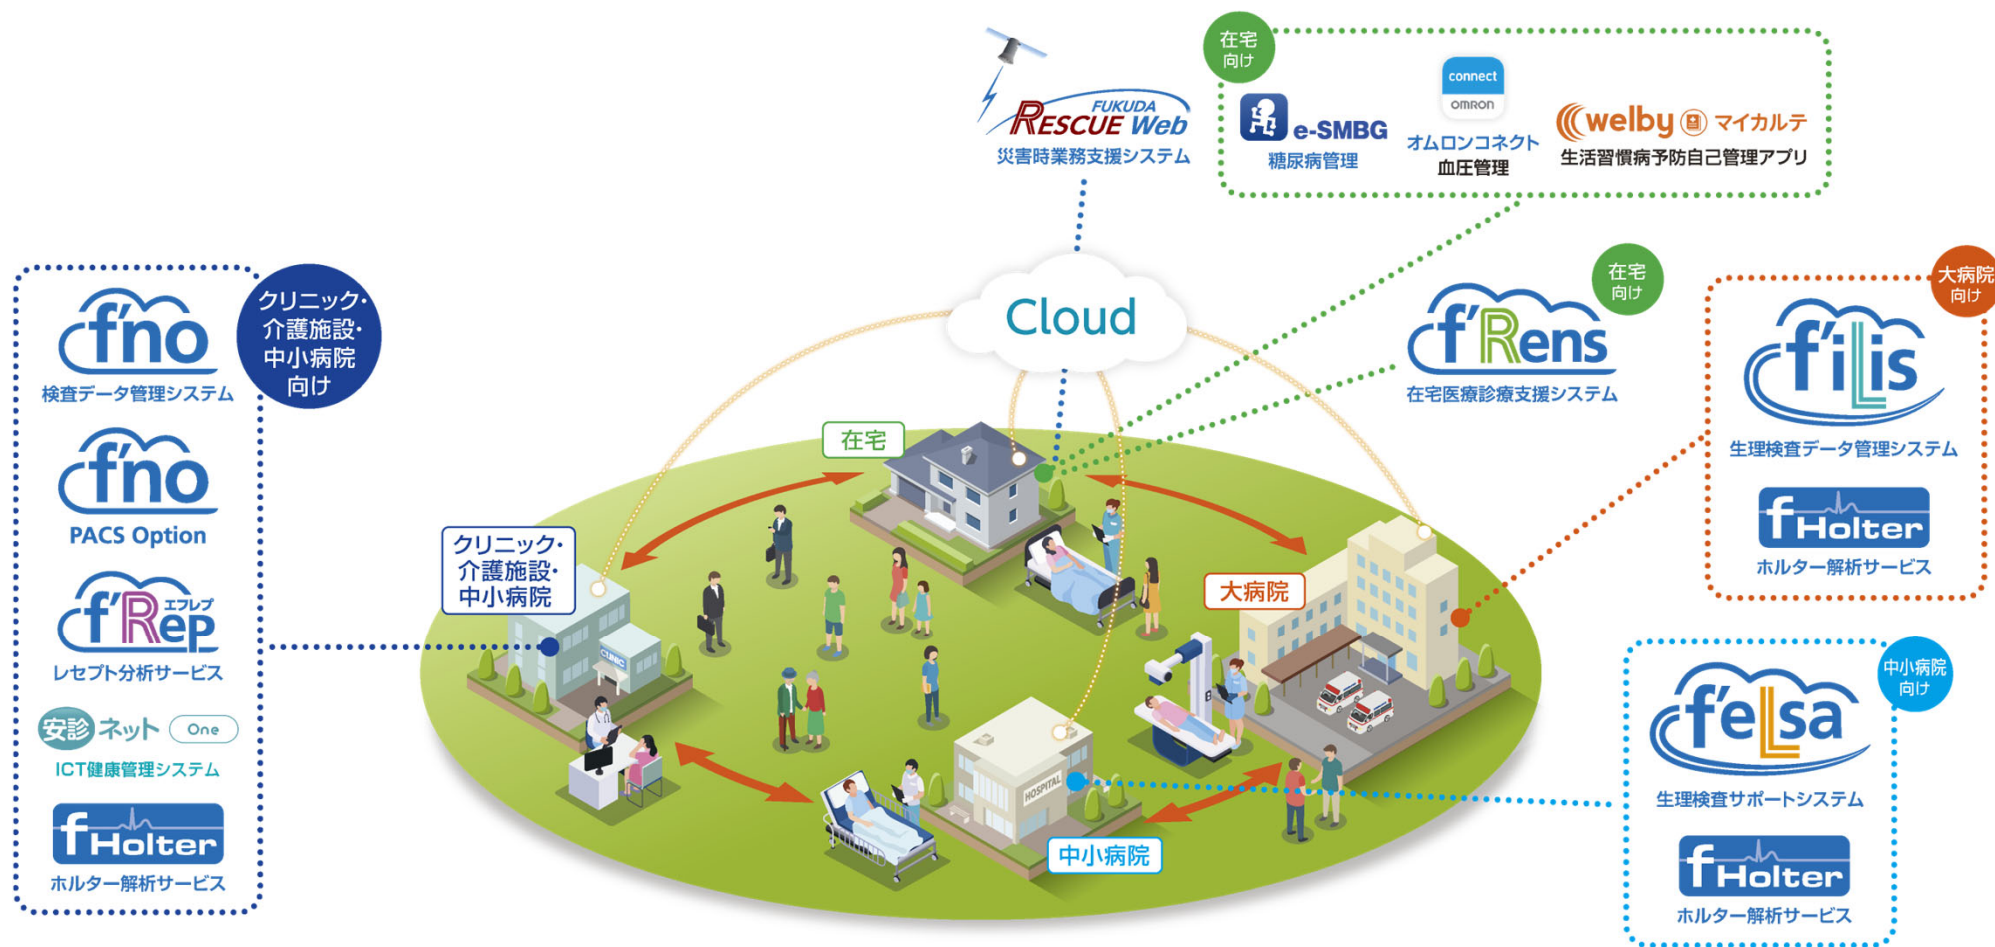 FUKUDA
RESCUE Web
災害時業務支援システム
在宅
向け
e-SMBG
糖尿病管理
connect
OMRON
オムロンコネクト
血圧管理
welby マイカルテ
生活習慣病予防自己管理アプリ
クリニック・
介護施設・
中小病院
向け
f'no
検査データ管理システム
f'no
PACS Option
エフレプ
f'Rep
レセプト分析サービス
安診ネット One
ICT健康管理システム
f Holter
ホルター解析サービス
Cloud
在宅
向け
f'Rens
在宅医療診療支援システム
大病院
向け
f'iLis
生理検査データ管理システム
f Holter
ホルター解析サービス
中小病院
向け
f'eLsa
生理検査サポートシステム
f Holter
ホルター解析サービス
在宅
クリニック・
介護施設・
中小病院
CLINIC
大病院
HOSPITAL
中小病院